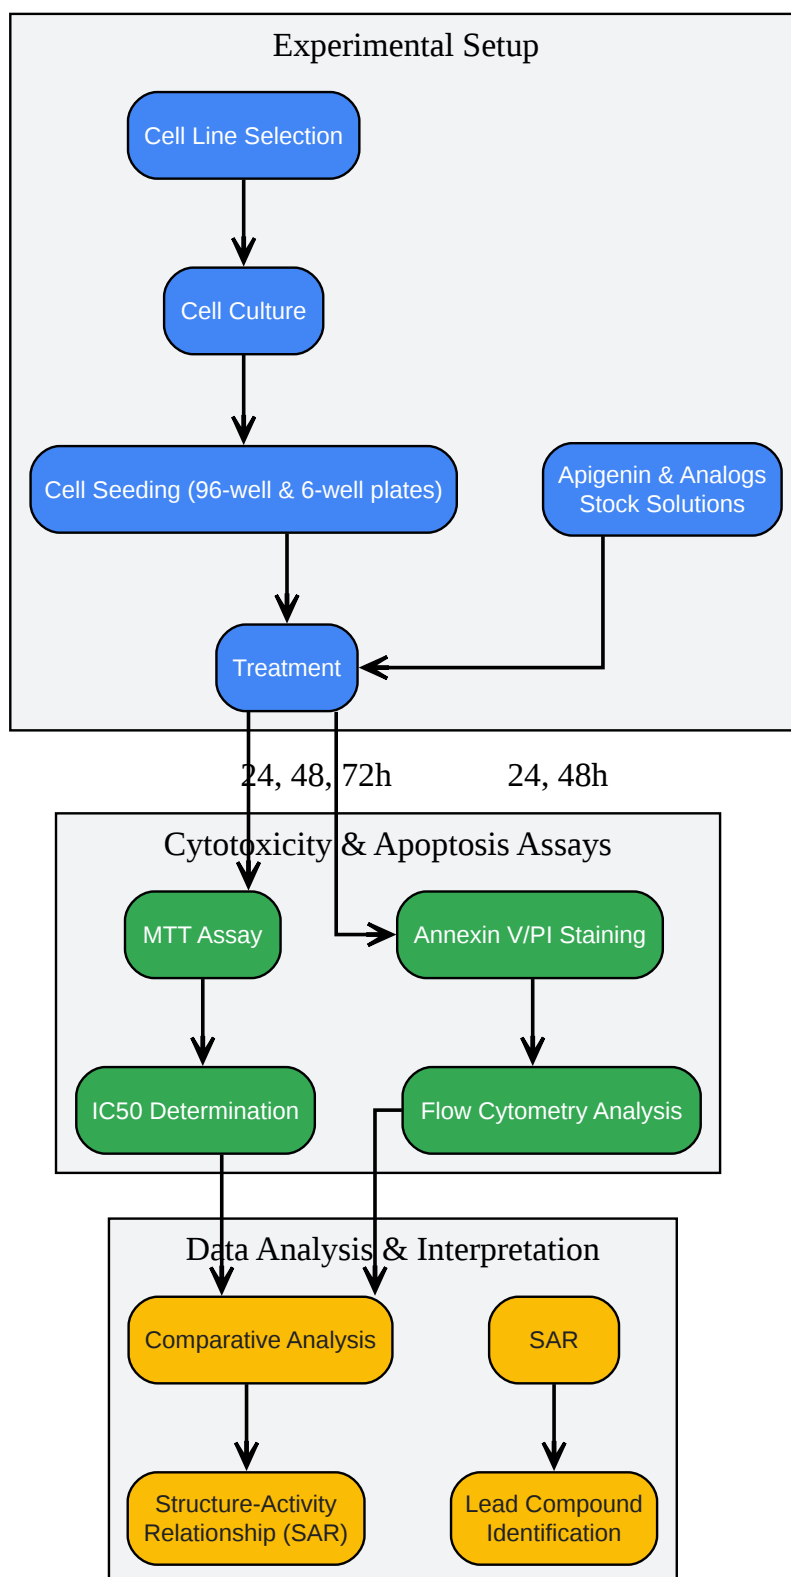 Experimental Setup
Cell Line Selection
Cell Culture
Cell Seeding (96-well & 6-well plates)
Apigenin & Analogs
Stock Solutions
Treatment
24, 48, 72h
24, 48h
Cytotoxicity & Apoptosis Assays
MTT Assay
Annexin V/PI Staining
IC50 Determination
Flow Cytometry Analysis
Data Analysis & Interpretation
Comparative Analysis
SAR
Structure-Activity
Relationship (SAR)
Lead Compound
Identification